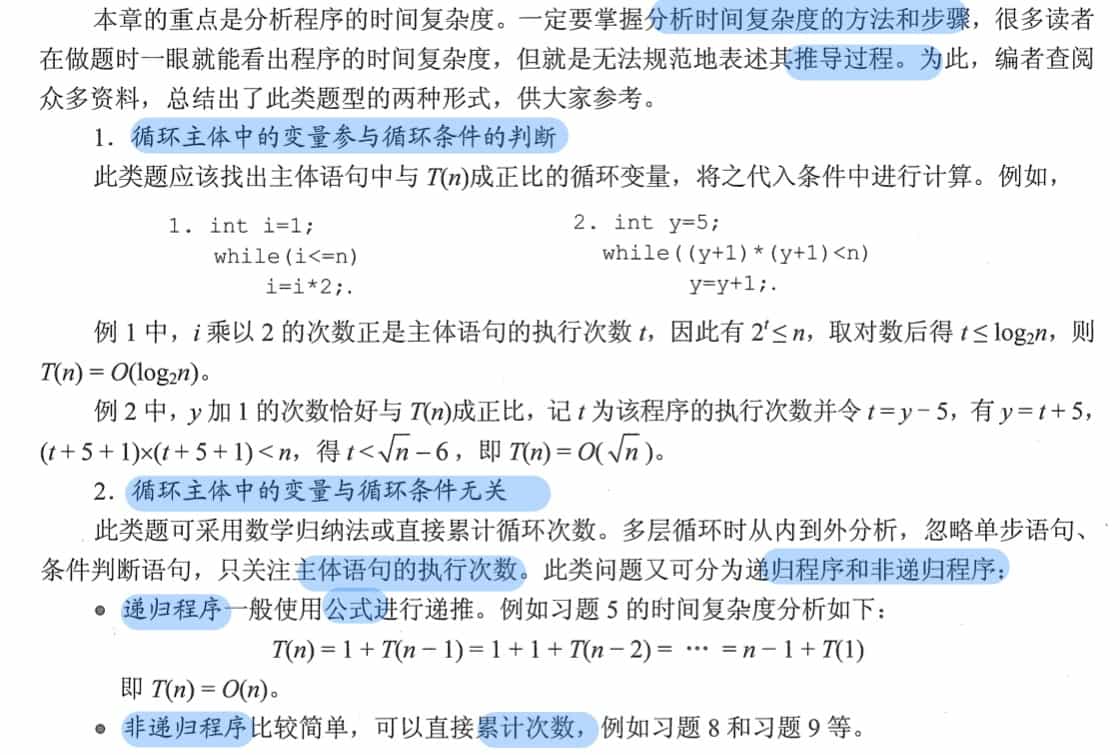 本章的重点是分析程序的时间复杂度。一定要掌握分析时间复杂度的方法和步骤，很多读者
在做题时一眼就能看出程序的时间复杂度，但就是无法规范地表述其推导过程。为此，编者查阅
众多资料，总结出了此类题型的两种形式，供大家参考。
1. 循环主体中的变量参与循环条件的判断
此类题应该找出主体语句中与 T(n)成正比的循环变量，将之代入条件中进行计算。例如，
1. int i=1; 2. int y=5;
while(i<=n) while((y+1)*(y+1)<n)
i=i*2;. y=y+1;.
例 1 中，i 乘以 2 的次数正是主体语句的执行次数 t，因此有 2ᵗ≤n，取对数后得 t≤log₂n，则
T(n) = O(log₂n)。
例 2 中，y 加 1 的次数恰好与 T(n)成正比，记 t 为该程序的执行次数并令 t=y−5，有 y=t+5，
(t+5+1)×(t+5+1)<n，得 t<√n−6，即 T(n)=O(√n)。
2. 循环主体中的变量与循环条件无关
此类题可采用数学归纳法或直接累计循环次数。多层循环时从内到外分析，忽略单步语句、
条件判断语句，只关注主体语句的执行次数。此类问题又可分为递归程序和非递归程序：
● 递归程序一般使用公式进行递推。例如习题 5 的时间复杂度分析如下：
T(n) = 1 + T(n − 1) = 1 + 1 + T(n − 2) = ⋯ = n − 1 + T(1)
即 T(n) = O(n)。
● 非递归程序比较简单，可以直接累计次数，例如习题 8 和习题 9 等。